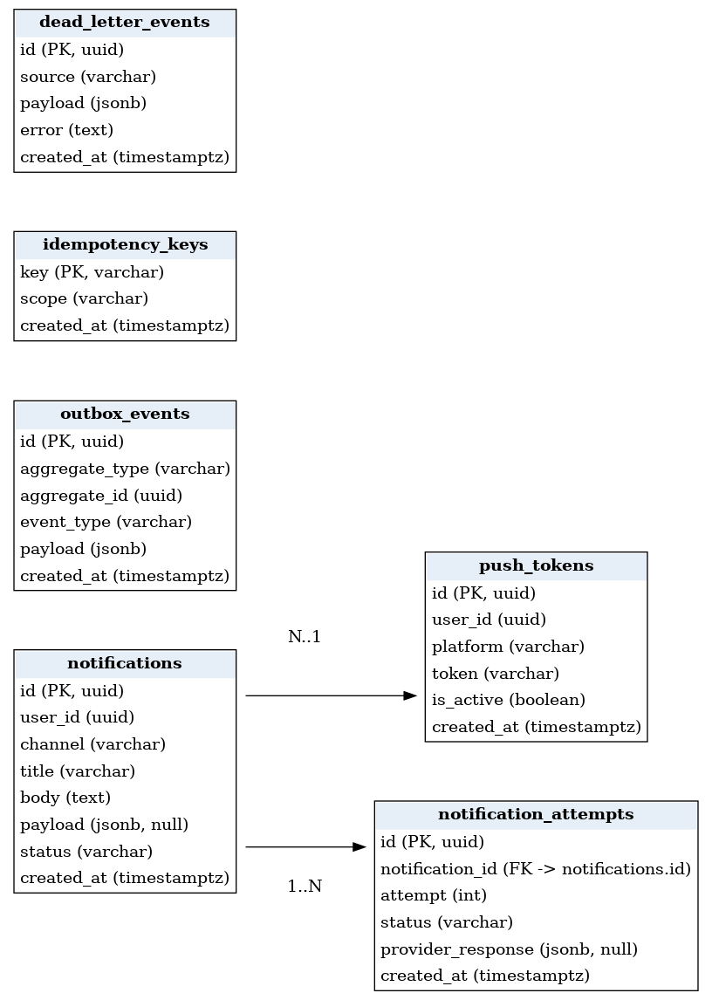 dead_letter_events
id (PK, uuid)
source (varchar)
payload (jsonb)
error (text)
created_at (timestamptz)
idempotency_keys
key (PK, varchar)
scope (varchar)
created_at (timestamptz)
outbox_events
id (PK, uuid)
aggregate_type (varchar)
aggregate_id (uuid)
event_type (varchar)
payload (jsonb)
created_at (timestamptz)
notifications
id (PK, uuid)
user_id (uuid)
channel (varchar)
title (varchar)
body (text)
payload (jsonb, null)
status (varchar)
created_at (timestamptz)
N..1
push_tokens
id (PK, uuid)
user_id (uuid)
platform (varchar)
token (varchar)
is_active (boolean)
created_at (timestamptz)
1..N
notification_attempts
id (PK, uuid)
notification_id (FK -> notifications.id)
attempt (int)
status (varchar)
provider_response (jsonb, null)
created_at (timestamptz)